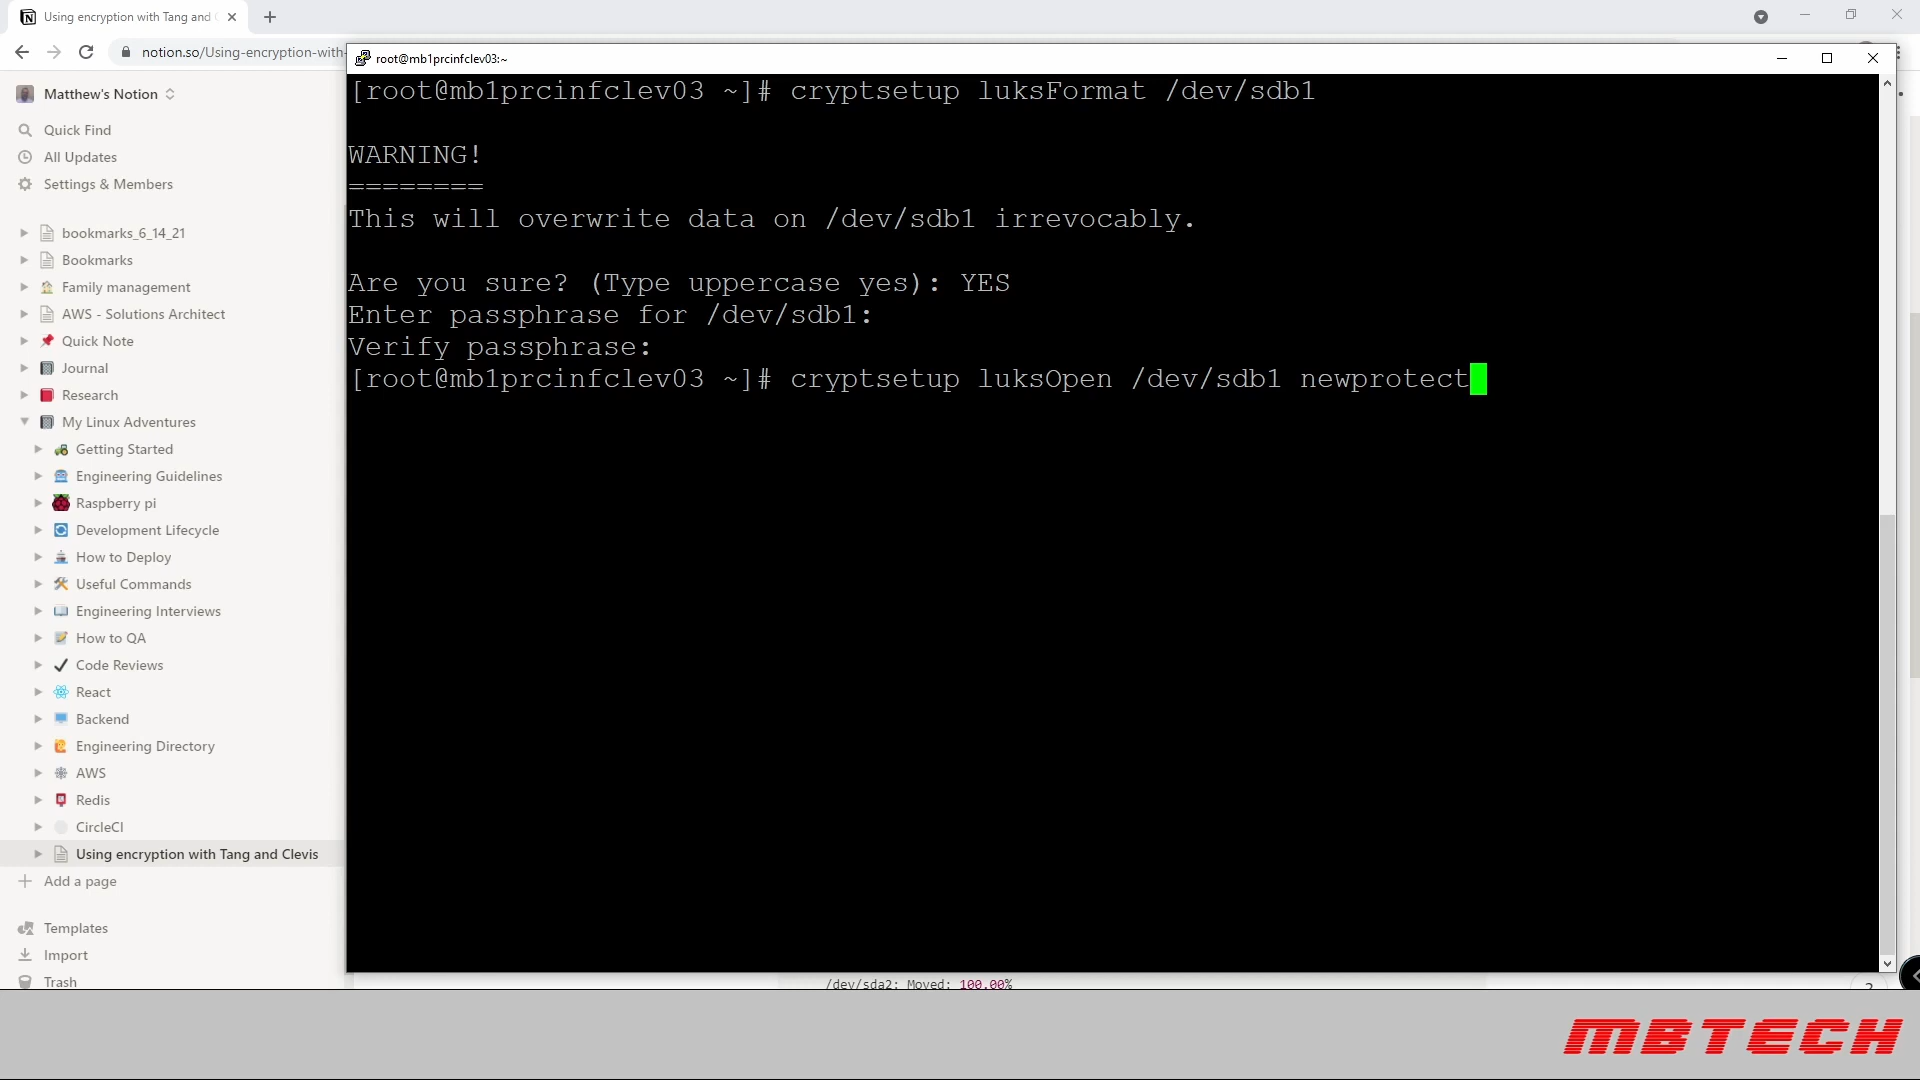 Using encryption with Tang and C
notion.so/Using-encryption-with-
root@mb1prcinfclev03:~
Matthew's Notion
Quick Find
All Updates
Settings & Members
bookmarks_6_14_21
Bookmarks
Family management
AWS - Solutions Architect
Quick Note
Journal
Research
My Linux Adventures
Getting Started
Engineering Guidelines
Raspberry pi
Development Lifecycle
How to Deploy
Useful Commands
Engineering Interviews
How to QA
Code Reviews
React
Backend
Engineering Directory
AWS
Redis
CircleCI
Using encryption with Tang and Clevis
Add a page
Templates
Import
Trash
[root@mb1prcinfclev03 ~]# cryptsetup luksFormat /dev/sdb1
WARNING!
========
This will overwrite data on /dev/sdb1 irrevocably.
Are you sure? (Type uppercase yes): YES
Enter passphrase for /dev/sdb1:
Verify passphrase:
[root@mb1prcinfclev03 ~]# cryptsetup luksOpen /dev/sdb1 newprotect
/dev/sda2: Moved: 100.00%
MBTECH